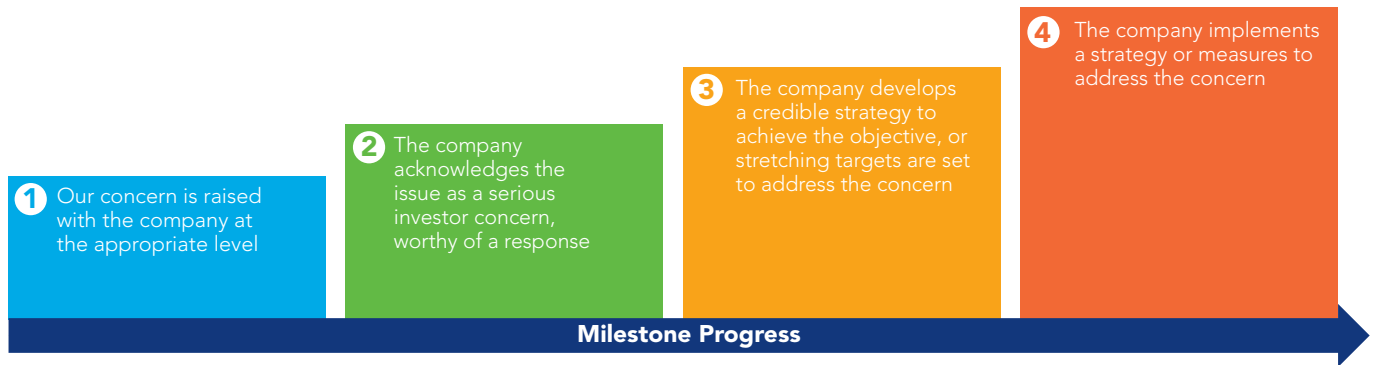 1
Our concern is raised
with the company at
the appropriate level
2
The company
acknowledges the
issue as a serious
investor concern,
worthy of a response
3
The company develops
a credible strategy to
achieve the objective, or
stretching targets are set
to address the concern
4
The company implements
a strategy or measures to
address the concern
Milestone Progress